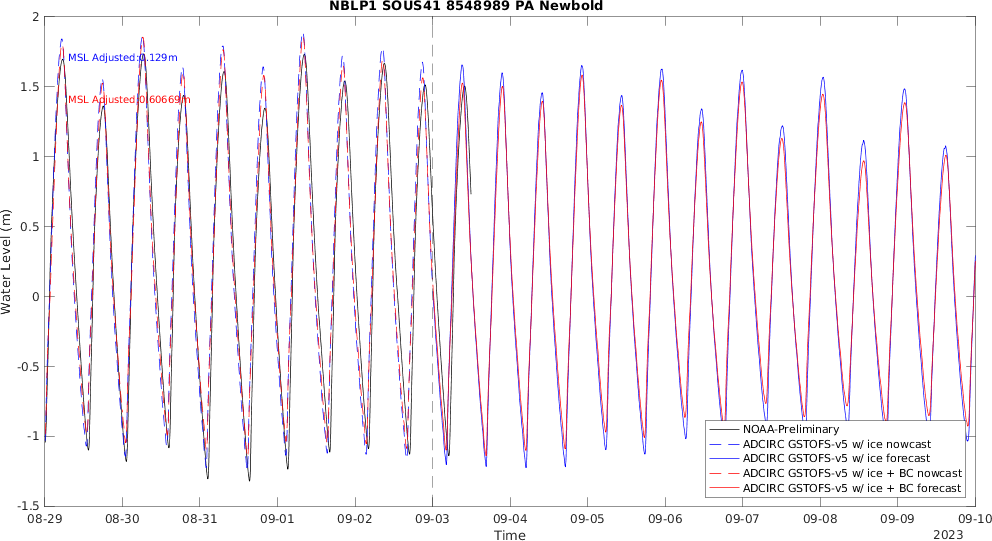 NBLP1 SOUS41 8548989 PA Newbold
2
1.5
1
0.5
0
-0.5
-1
-1.5
Water Level (m)
MSL Adjusted:0.129m
MSL Adjusted:0.60669m
NOAA-Preliminary
ADCIRC GSTOFS-v5 w/ ice nowcast
ADCIRC GSTOFS-v5 w/ ice forecast
ADCIRC GSTOFS-v5 w/ ice + BC nowcast
ADCIRC GSTOFS-v5 w/ ice + BC forecast
08-29 08-30 08-31 09-01 09-02 09-03 09-04 09-05 09-06 09-07 09-08 09-09 09-10
Time
2023